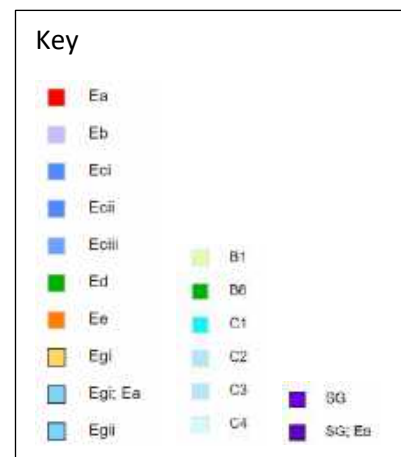 Key
Ea
Eb
Eci
Ecii
Eciii
Ed
Ee
Egi
Egi; Ea
Egii
B1
B6
C1
C2
C3
C4
SG
SG; Ea